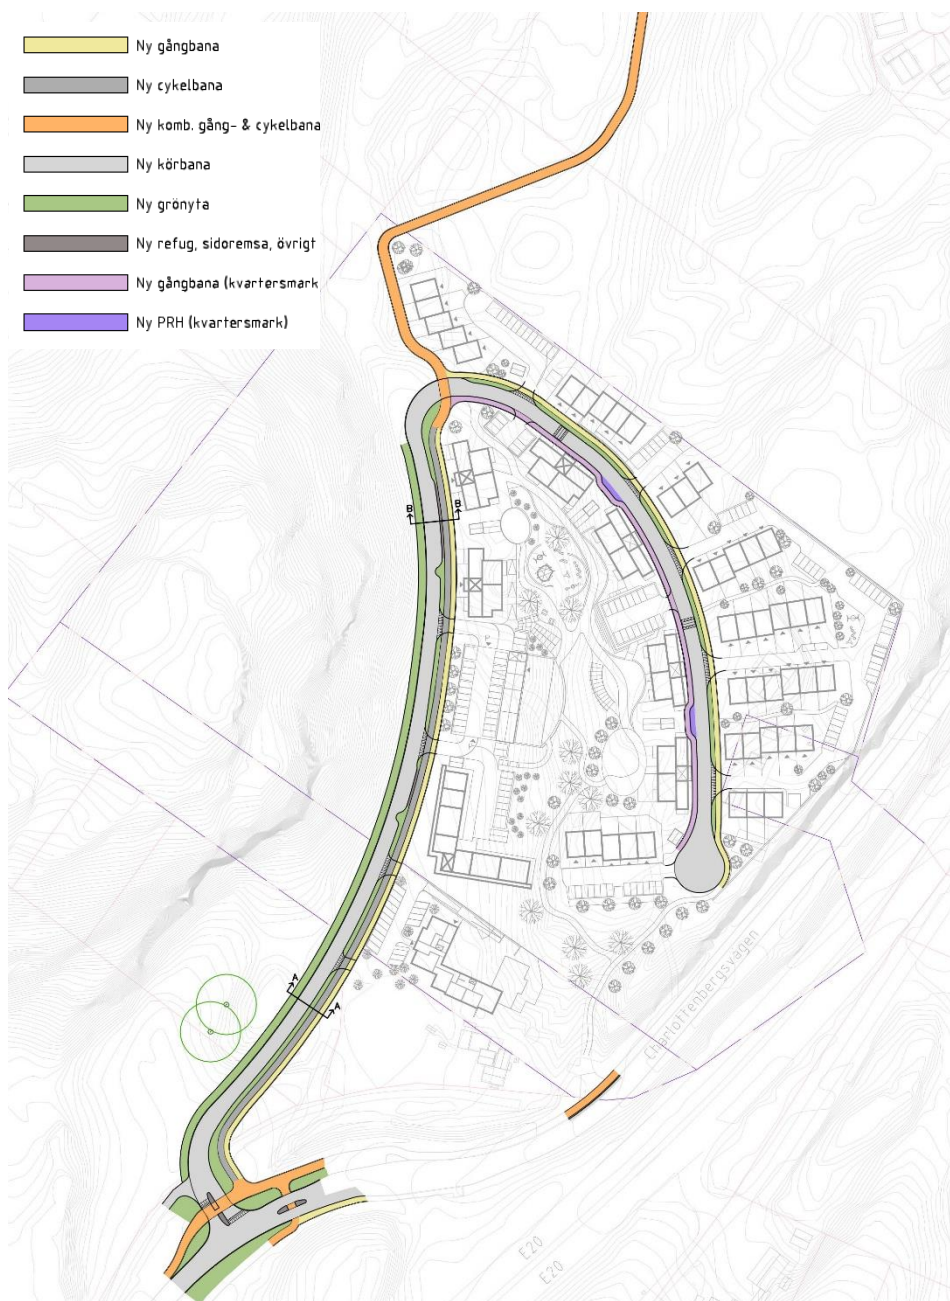 Ny gångbana
Ny cykelbana
Ny komb. gång- & cykelbana
Ny körbana
Ny grönyta
Ny refug, sidoremsa, övrigt
Ny gångbana (kvartersmark
Ny PRH (kvartersmark)
B
B
A
A
Charlottenbergsvägen
E20
E20